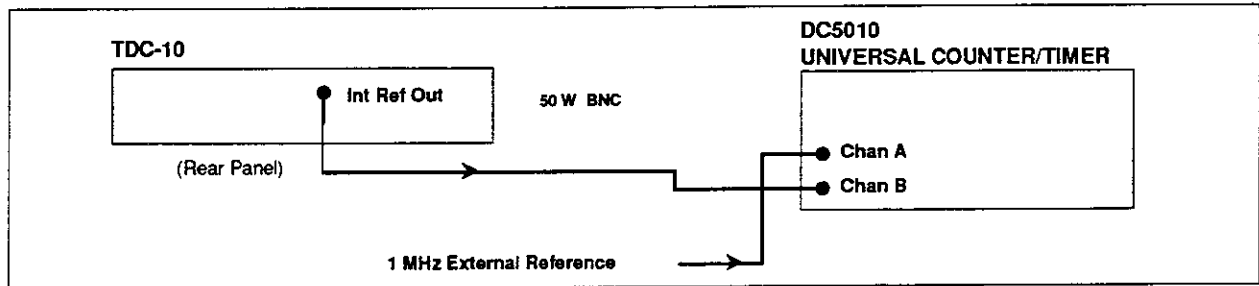 TDC-10
Int Ref Out
(Rear Panel)
50 W BNC
DC5010
UNIVERSAL COUNTER/TIMER
Chan A
Chan B
1 MHz External Reference